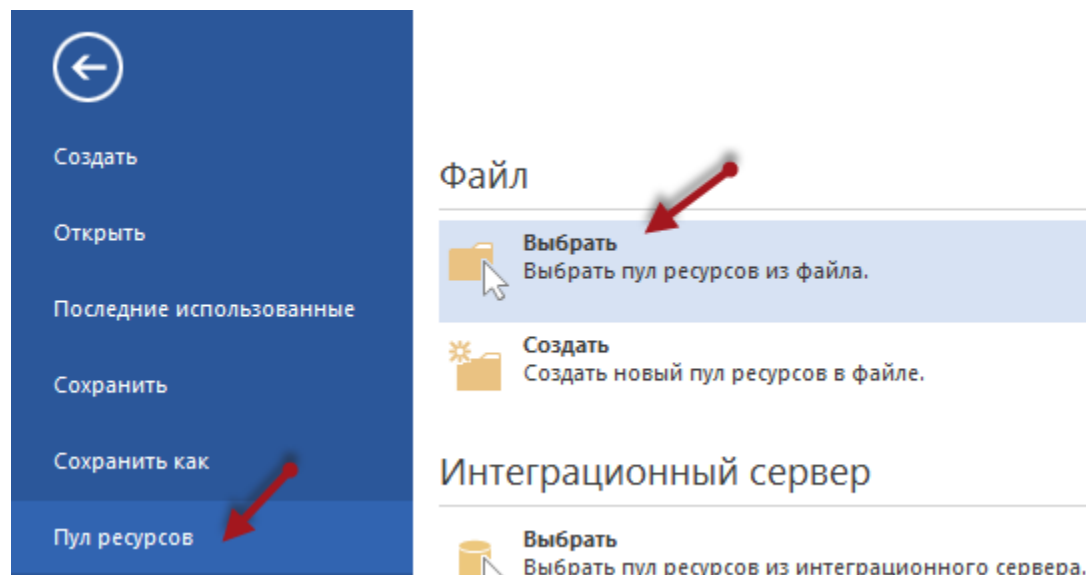 Создать
Открыть
Последние использованные
Сохранить
Сохранить как
Пул ресурсов
Файл
Выбрать
Выбрать пул ресурсов из файла.
Создать
Создать новый пул ресурсов в файле.
Интеграционный сервер
Выбрать
Выбрать пул ресурсов из интеграционного сервера.